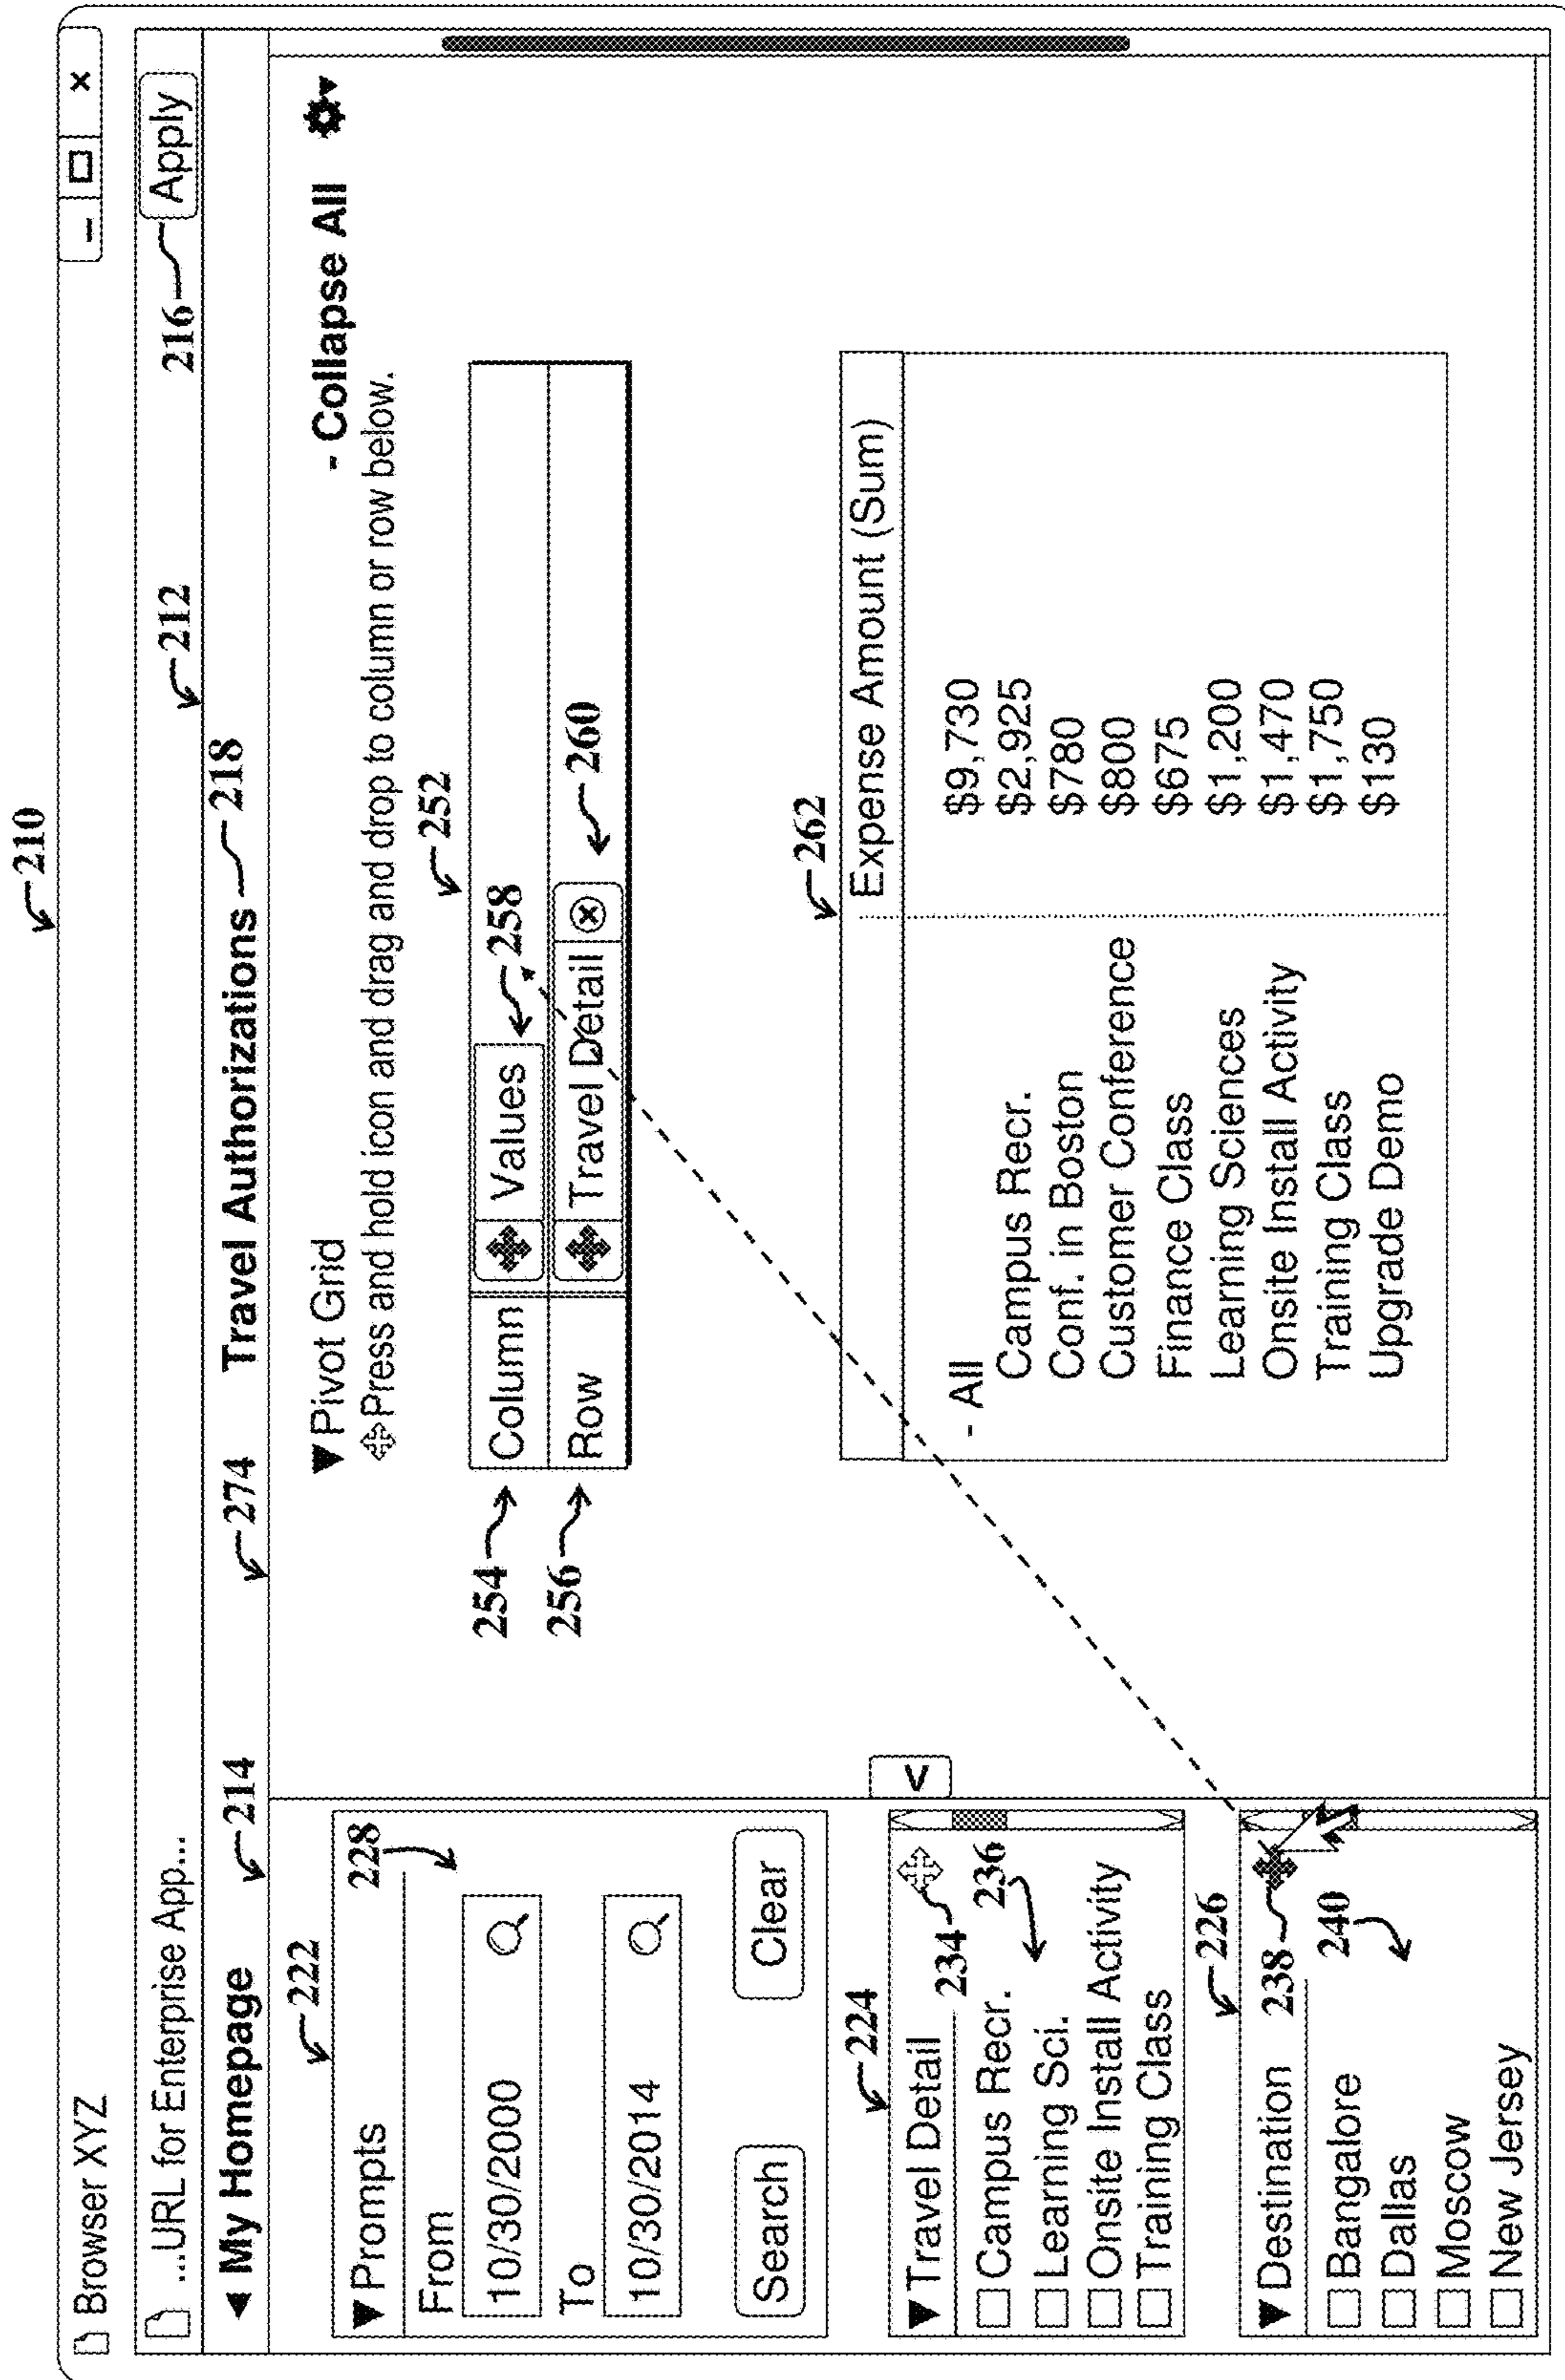 210
Browser XYZ
...URL for Enterprise App...
212
216
Apply
◀ My Homepage
214
274
Travel Authorizations
218
222
▼ Prompts
228
From
10/30/2000
To
10/30/2014
Search
Clear
224
▼ Travel Detail
234
236
Campus Recr.
Learning Sci.
Onsite Install Activity
Training Class
226
▼ Destination
238
240
Bangalore
Dallas
Moscow
New Jersey
V
▼ Pivot Grid
- Collapse All
Press and hold icon and drag and drop to column or row below.
252
254
Column
Values
258
256
Row
Travel Detail
260
262
Expense Amount (Sum)
- All $9,730
Campus Recr. $2,925
Conf. in Boston $780
Customer Conference $800
Finance Class $675
Learning Sciences $1,200
Onsite Install Activity $1,470
Training Class $1,750
Upgrade Demo $130